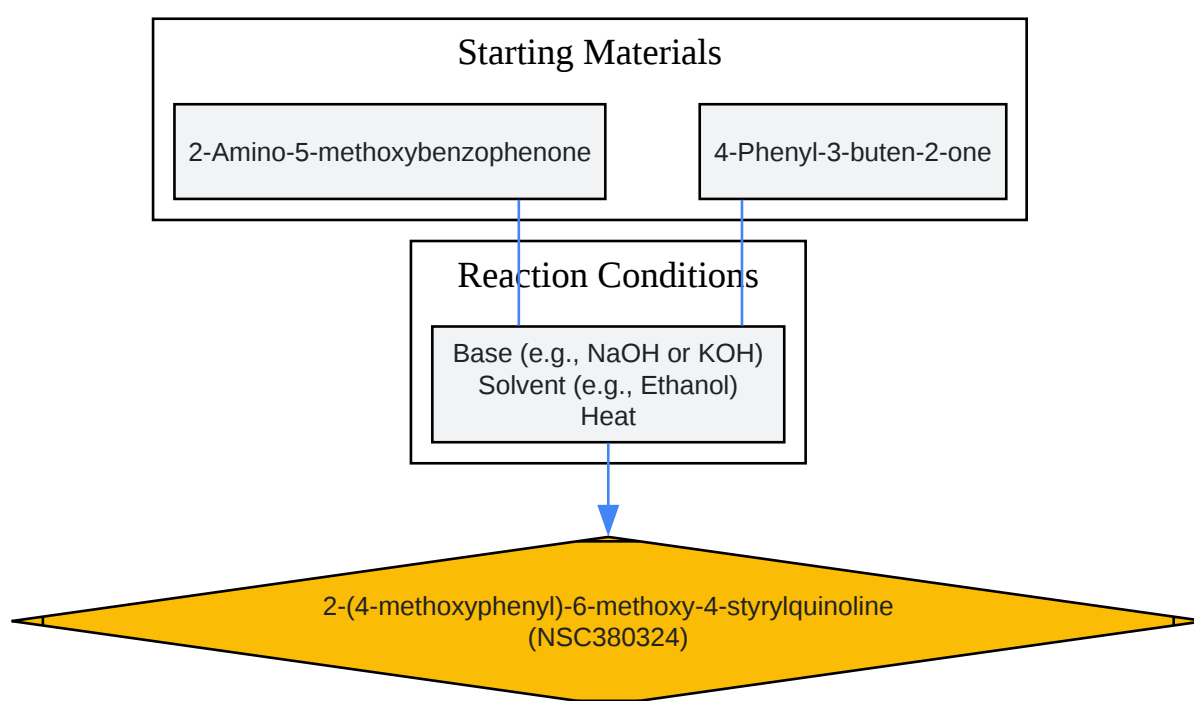 Starting Materials
2-Amino-5-methoxybenzophenone
4-Phenyl-3-buten-2-one
Reaction Conditions
Base (e.g., NaOH or KOH)
Solvent (e.g., Ethanol)
Heat
2-(4-methoxyphenyl)-6-methoxy-4-styrylquinoline
(NSC380324)